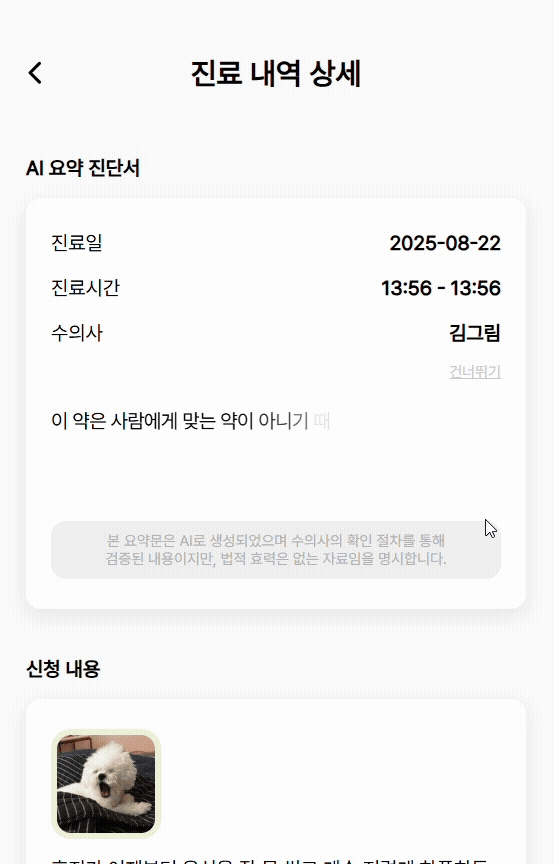 진료 내역 상세
AI 요약 진단서
진료일 2025-08-22
진료시간 13:56 - 13:56
수의사 김그림
건너뛰기
이 약은 사람에게 맞는 약이 아니기 때
본 요약문은 AI로 생성되었으며 수의사의 확인 절차를 통해
검증된 내용이지만, 법적 효력은 없는 자료임을 명시합니다.
신청 내용